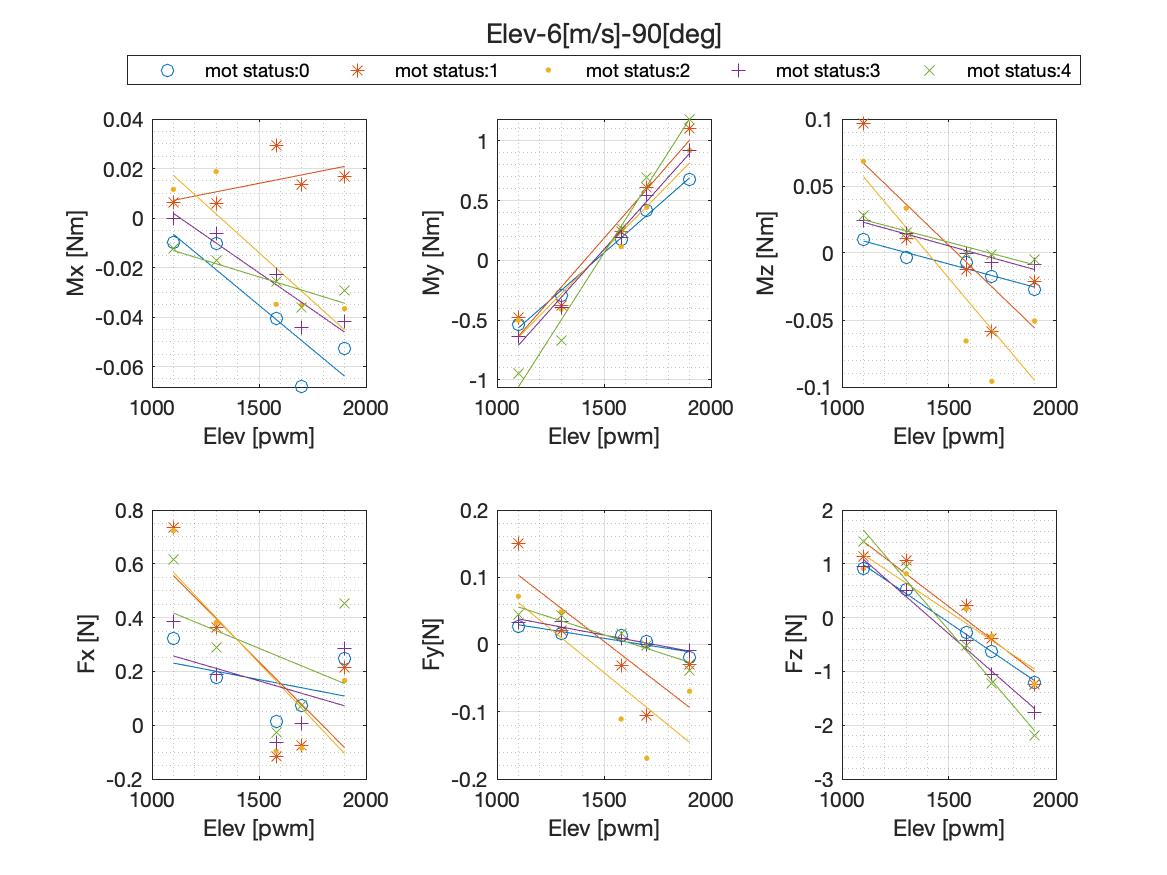 Elev-6[m/s]-90[deg]
mot status:0 mot status:1 mot status:2 mot status:3 mot status:4
0.04
0.02
0
-0.02
-0.04
-0.06
1000 1500 2000
Mx [Nm]
Elev [pwm]
1
0.5
0
-0.5
-1
1000 1500 2000
My [Nm]
Elev [pwm]
0.1
0.05
0
-0.05
-0.1
1000 1500 2000
Mz [Nm]
Elev [pwm]
0.8
0.6
0.4
0.2
0
-0.2
1000 1500 2000
Fx [N]
Elev [pwm]
0.2
0.1
0
-0.1
-0.2
1000 1500 2000
Fy[N]
Elev [pwm]
2
1
0
-1
-2
-3
1000 1500 2000
Fz [N]
Elev [pwm]